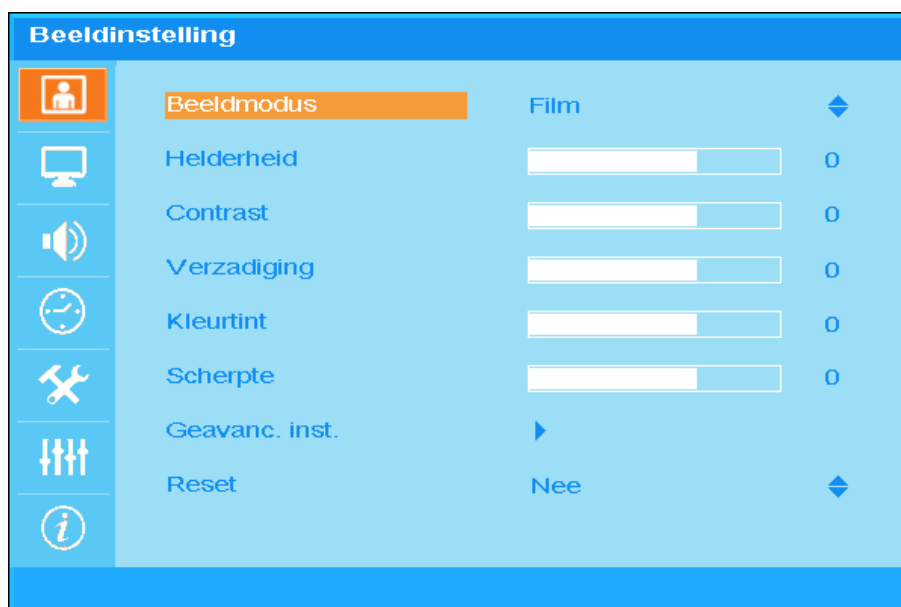 Beeldinstelling
Beeldmodus Film
Helderheid 0
Contrast 0
Verzadiging 0
Kleurtint 0
Scherpte 0
Geavanc. inst.
Reset Nee